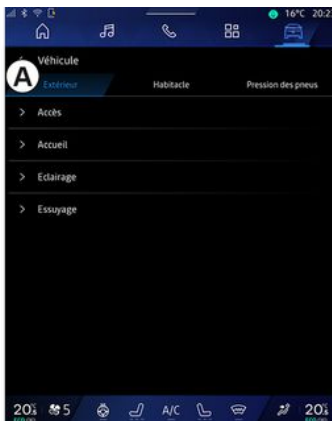 16°C 20:2
Véhicule
A
Extérieur Habitacle Pression des pneus
> Accès
> Accueil
> Eclairage
> Essuyage
20 5 A/C 20